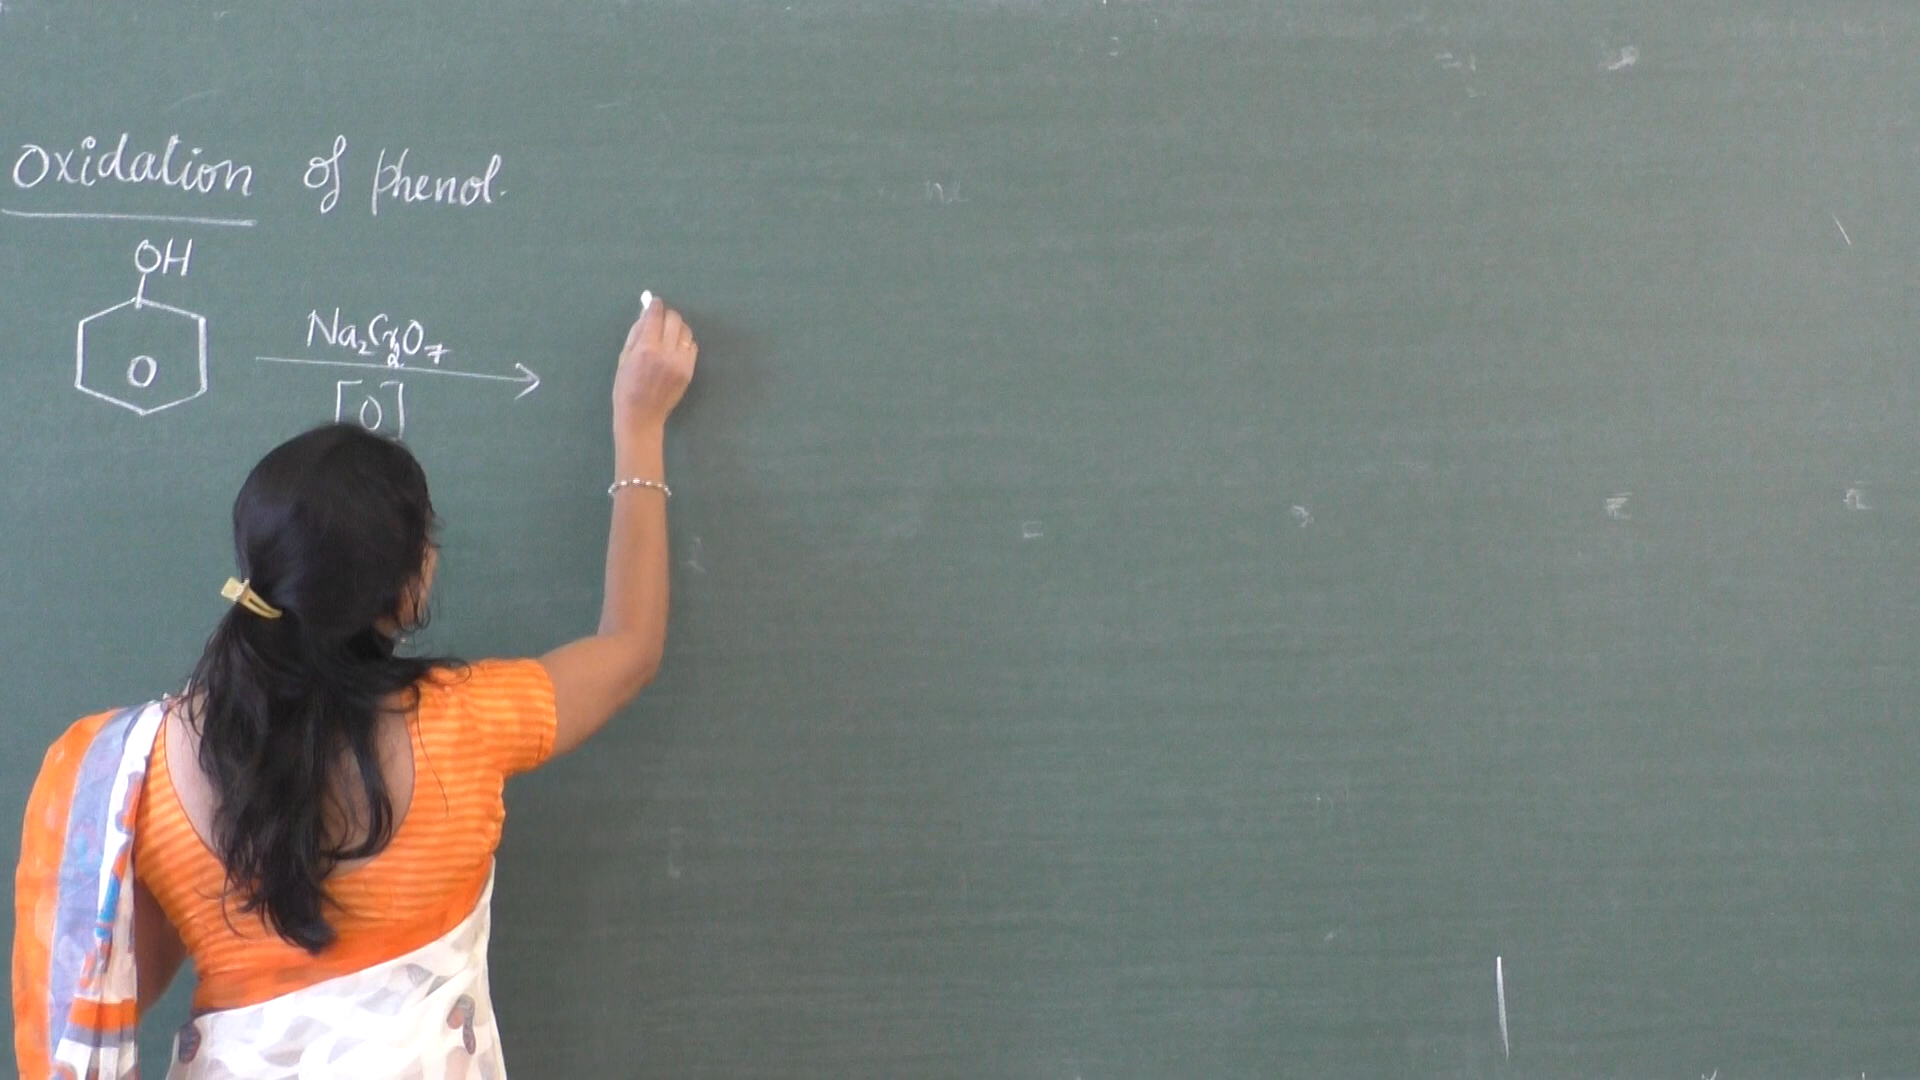 Oxidation of phenol.
OH
Na₂Cr₂O₇
O
[O]